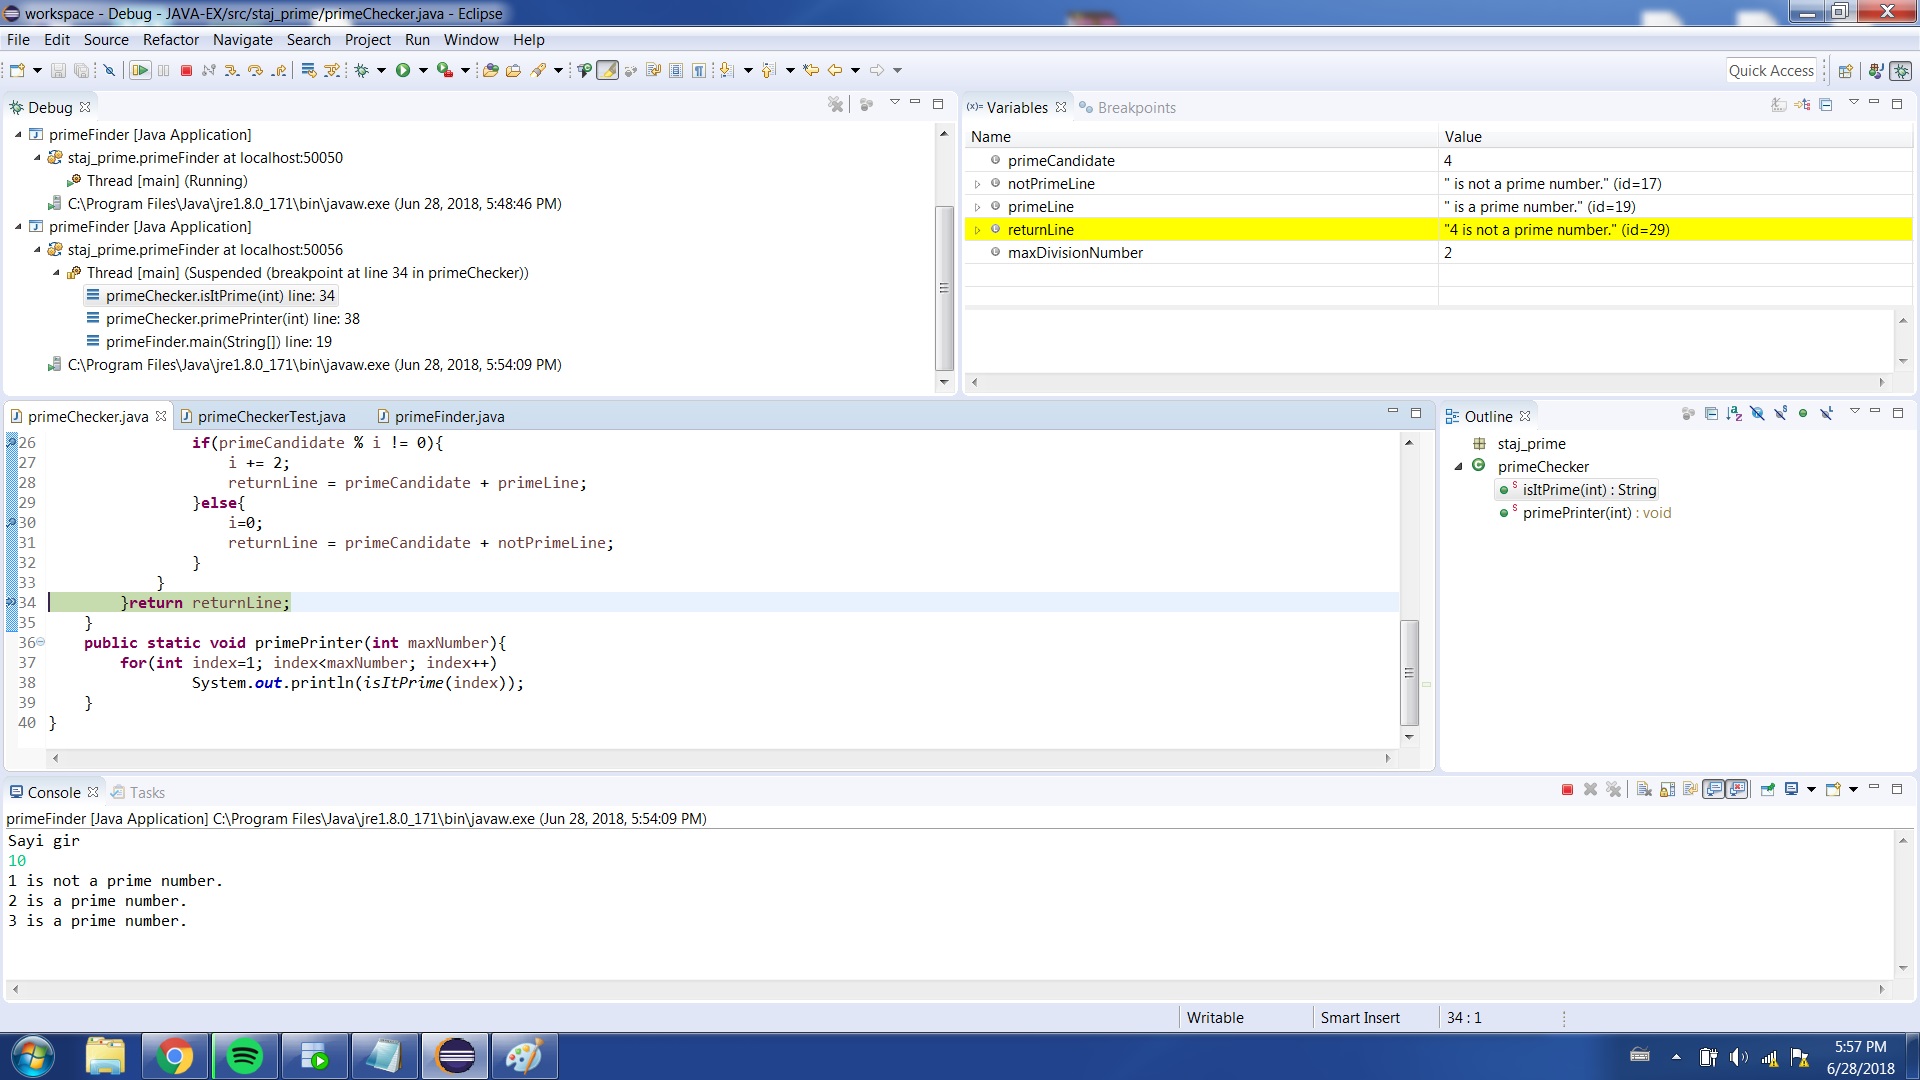 workspace - Debug - JAVA-EX/src/staj_prime/primeChecker.java - Eclipse
File Edit Source Refactor Navigate Search Project Run Window Help
Quick Access
Debug
primeFinder [Java Application]
staj_prime.primeFinder at localhost:50050
Thread [main] (Running)
C:\Program Files\Java\jre1.8.0_171\bin\javaw.exe (Jun 28, 2018, 5:48:46 PM)
primeFinder [Java Application]
staj_prime.primeFinder at localhost:50056
Thread [main] (Suspended (breakpoint at line 34 in primeChecker))
primeChecker.isItPrime(int) line: 34
primeChecker.primePrinter(int) line: 38
primeFinder.main(String[]) line: 19
C:\Program Files\Java\jre1.8.0_171\bin\javaw.exe (Jun 28, 2018, 5:54:09 PM)
(x)= Variables Breakpoints
Name Value
primeCandidate 4
notPrimeLine " is not a prime number." (id=17)
primeLine " is a prime number." (id=19)
returnLine "4 is not a prime number." (id=29)
maxDivisionNumber 2
primeChecker.java primeCheckerTest.java primeFinder.java
26 if(primeCandidate % i != 0){
27 i += 2;
28 returnLine = primeCandidate + primeLine;
29 }else{
30 i=0;
31 returnLine = primeCandidate + notPrimeLine;
32 }
33 }
34 }return returnLine;
35 }
36 public static void primePrinter(int maxNumber){
37 for(int index=1; index<maxNumber; index++)
38 System.out.println(isItPrime(index));
39 }
40 }
Outline
staj_prime
primeChecker
isItPrime(int) : String
primePrinter(int) : void
Console Tasks
primeFinder [Java Application] C:\Program Files\Java\jre1.8.0_171\bin\javaw.exe (Jun 28, 2018, 5:54:09 PM)
Sayi gir
10
1 is not a prime number.
2 is a prime number.
3 is a prime number.
Writable Smart Insert 34 : 1
5:57 PM
6/28/2018